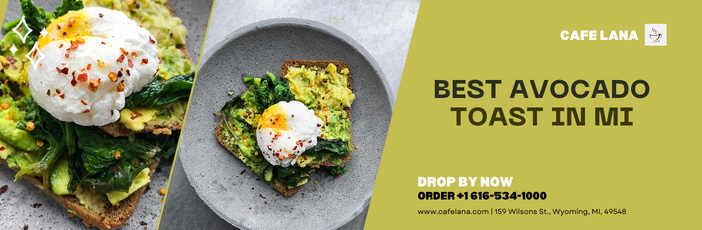 CAFE LANA
BEST AVOCADO
TOAST IN MI
DROP BY NOW
ORDER +1 616-534-1000
www.cafelana.com | 159 Wilsons St., Wyoming, MI, 49548